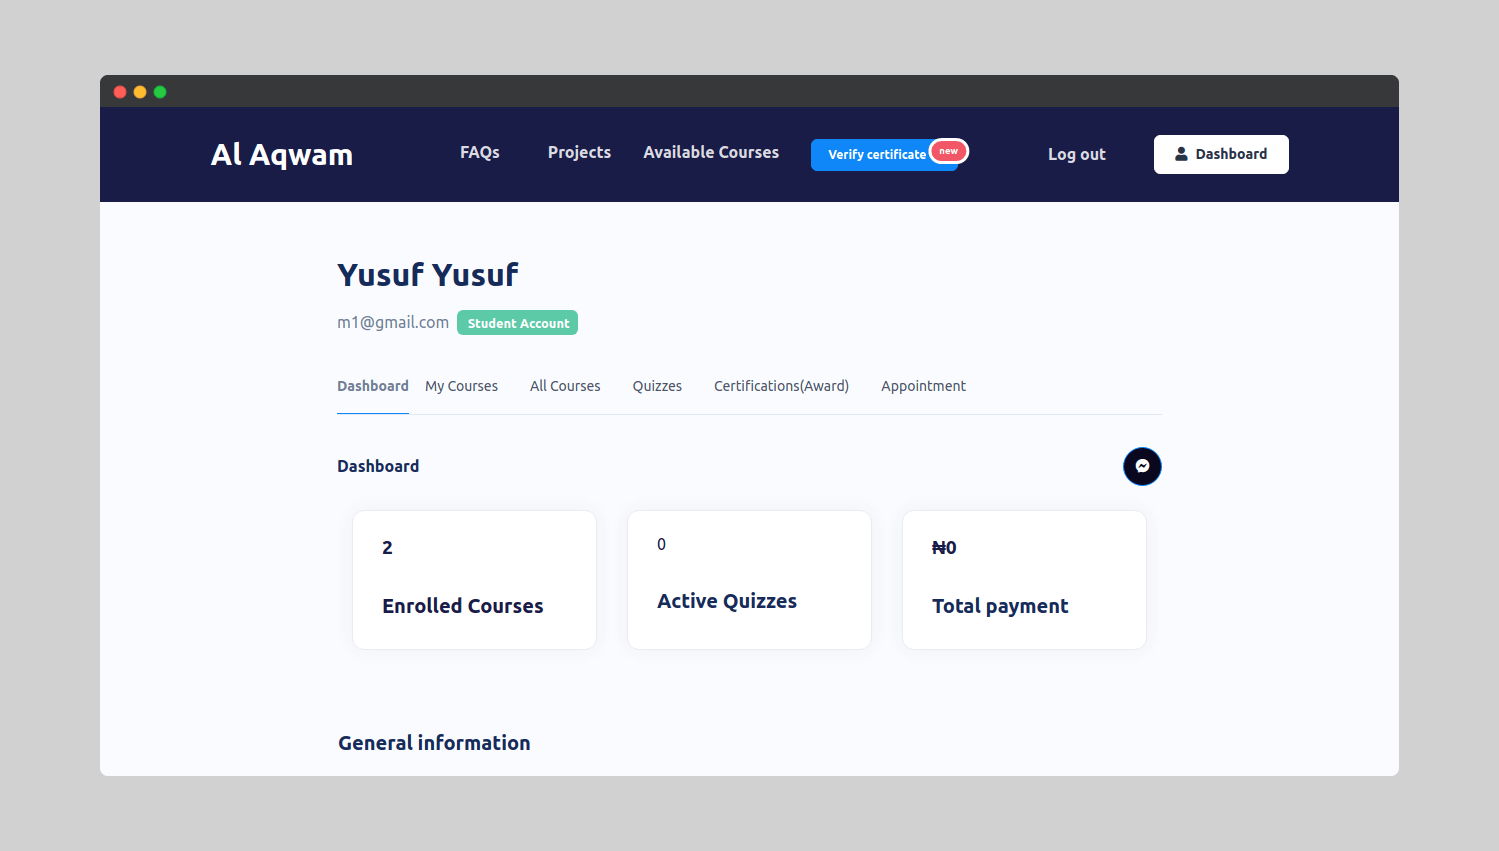 Al Aqwam
FAQs
Projects
Available Courses
Verify certificate
new
Log out
Dashboard
Yusuf Yusuf
m1@gmail.com
Student Account
Dashboard
My Courses
All Courses
Quizzes
Certifications(Award)
Appointment
Dashboard
2
Enrolled Courses
0
Active Quizzes
₦0
Total payment
General information